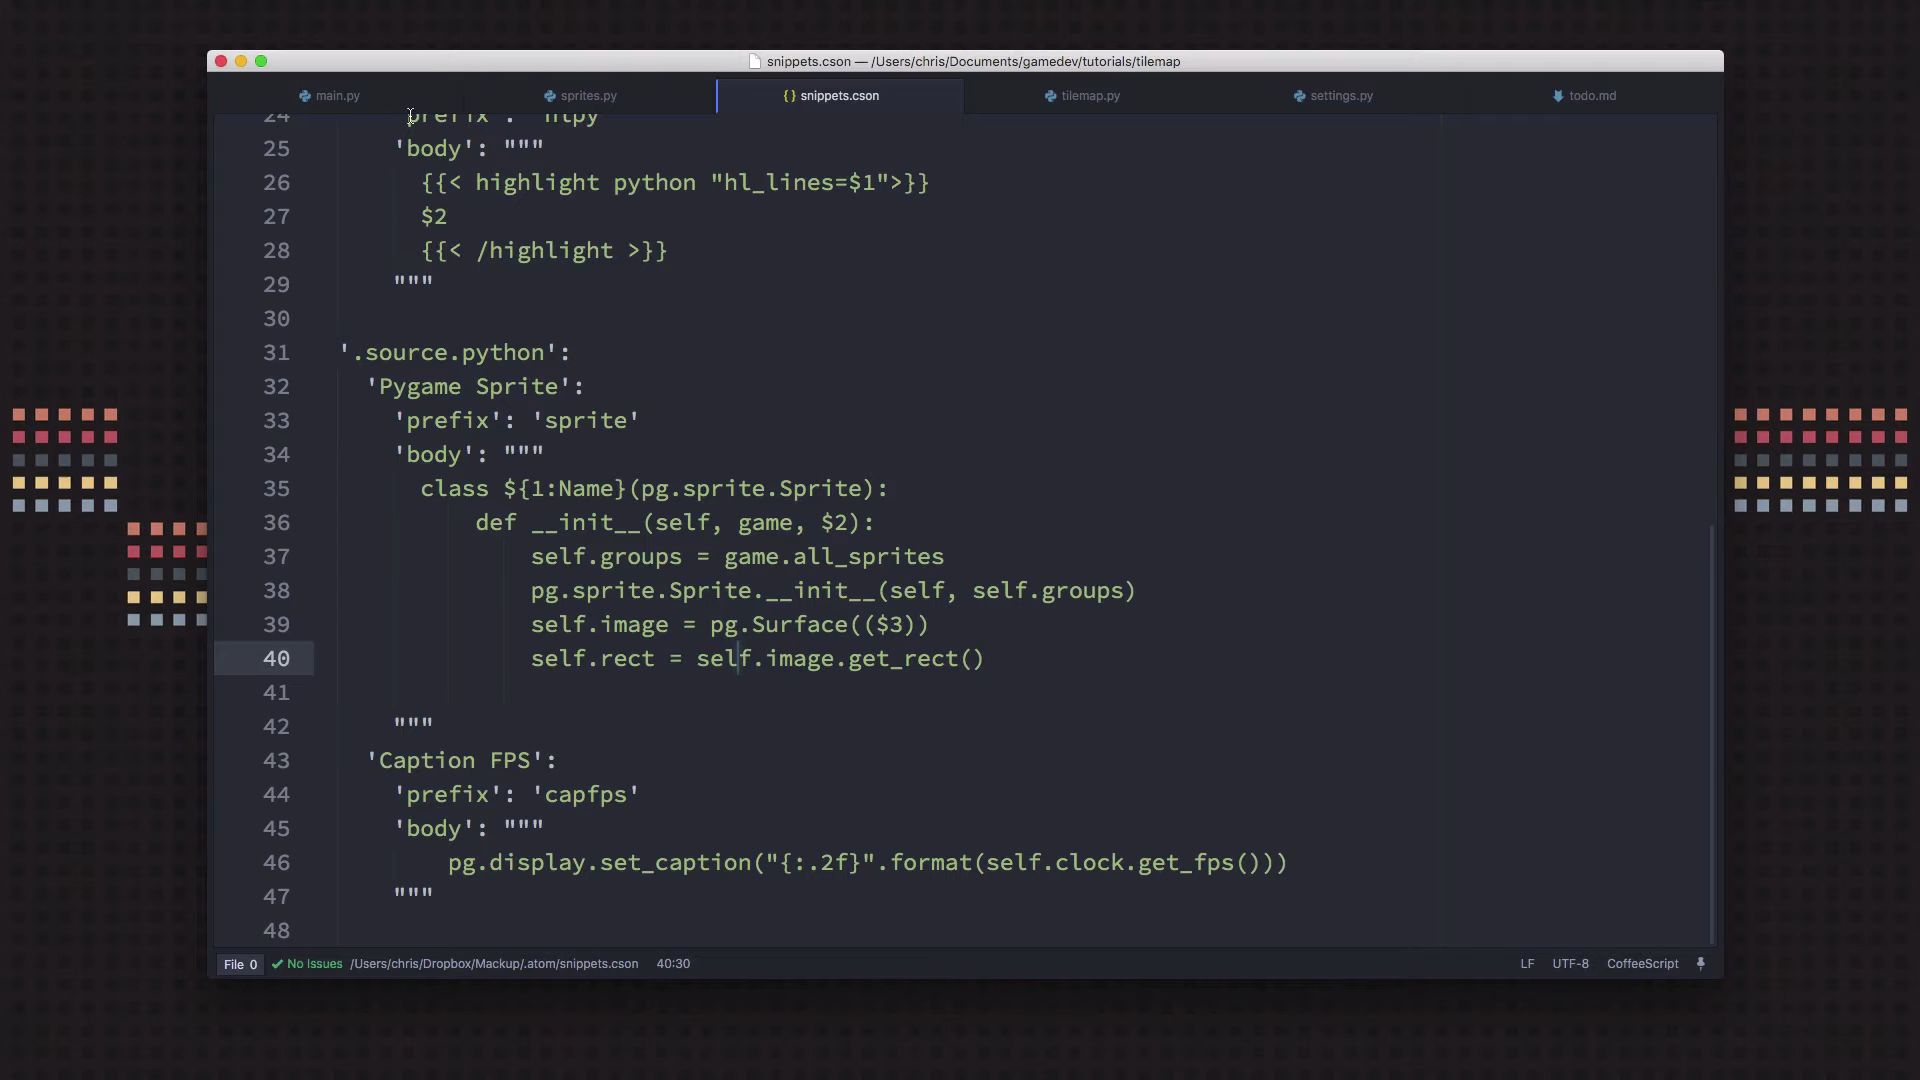 snippets.cson — /Users/chris/Documents/gamedev/tutorials/tilemap
main.py
sprites.py
{} snippets.cson
tilemap.py
settings.py
todo.md
24 'prefix':
25 'body': """
26 {{< highlight python "hl_lines=$1">}}
27 $2
28 {{< /highlight >}}
29 """
30
31 '.source.python':
32 'Pygame Sprite':
33 'prefix': 'sprite'
34 'body': """
35 class ${1:Name}(pg.sprite.Sprite):
36 def __init__(self, game, $2):
37 self.groups = game.all_sprites
38 pg.sprite.Sprite.__init__(self, self.groups)
39 self.image = pg.Surface(($3))
40 self.rect = self.image.get_rect()
41
42 """
43 'Caption FPS':
44 'prefix': 'capfps'
45 'body': """
46 pg.display.set_caption("{:.2f}".format(self.clock.get_fps()))
47 """
48
File 0 No Issues /Users/chris/Dropbox/Mackup/.atom/snippets.cson 40:30 LF UTF-8 CoffeeScript